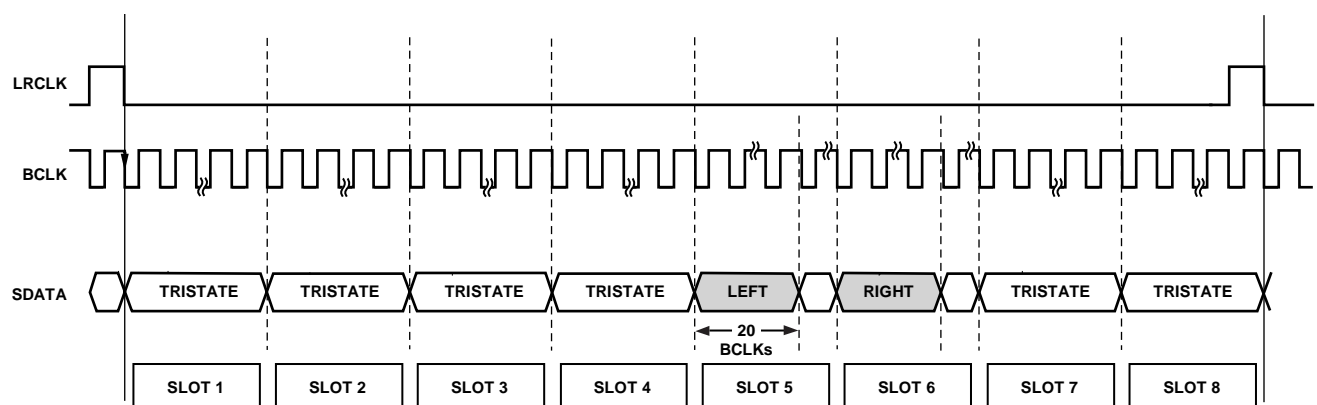 LRCLK
BCLK
SDATA
TRISTATE TRISTATE TRISTATE TRISTATE LEFT RIGHT TRISTATE TRISTATE
20
BCLKs
SLOT 1 SLOT 2 SLOT 3 SLOT 4 SLOT 5 SLOT 6 SLOT 7 SLOT 8